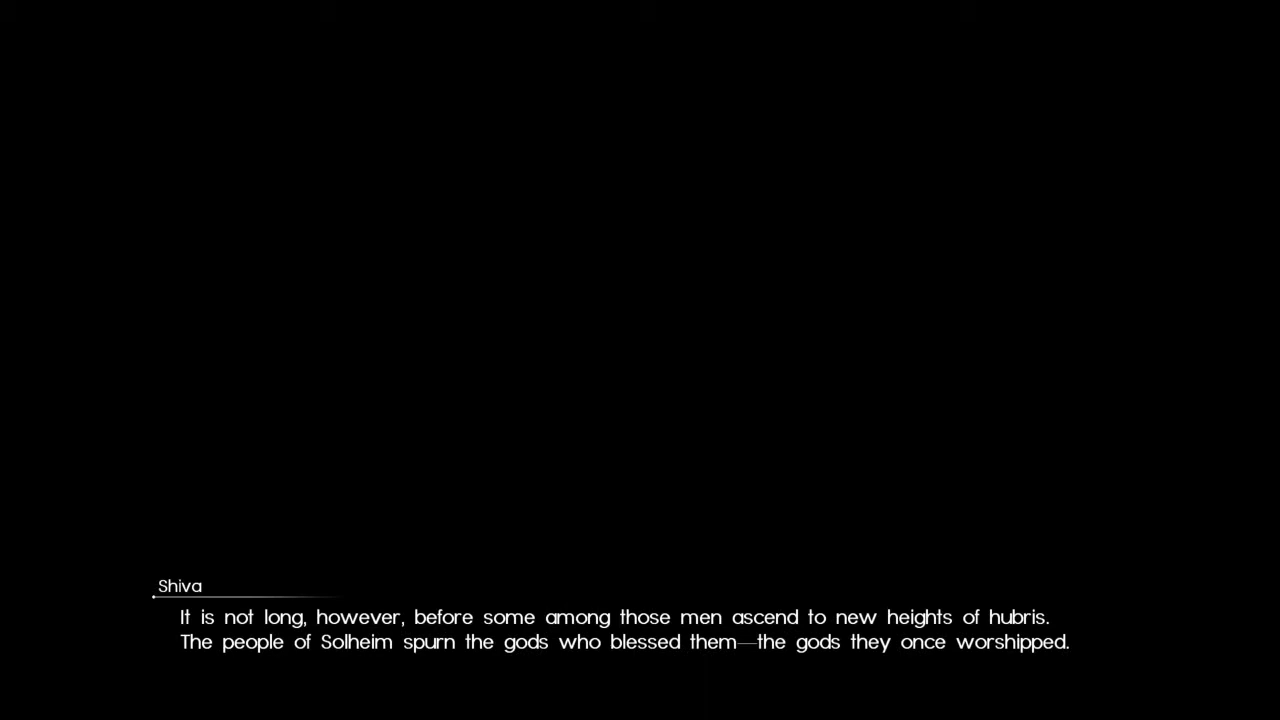 Shiva
It is not long, however, before some among those men ascend to new heights of hubris.
The people of Solheim spurn the gods who blessed them—the gods they once worshipped.